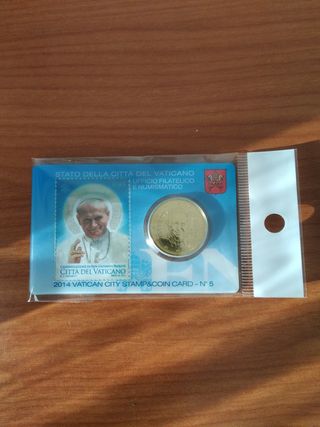 STATO DELLA CITTÀ DEL VATICANO
UFFICIO FILATELICO
E NUMISMATICO
CITTÀ DEL VATICANO
2014 VATICAN CITY STAMP&COIN CARD - N° 5